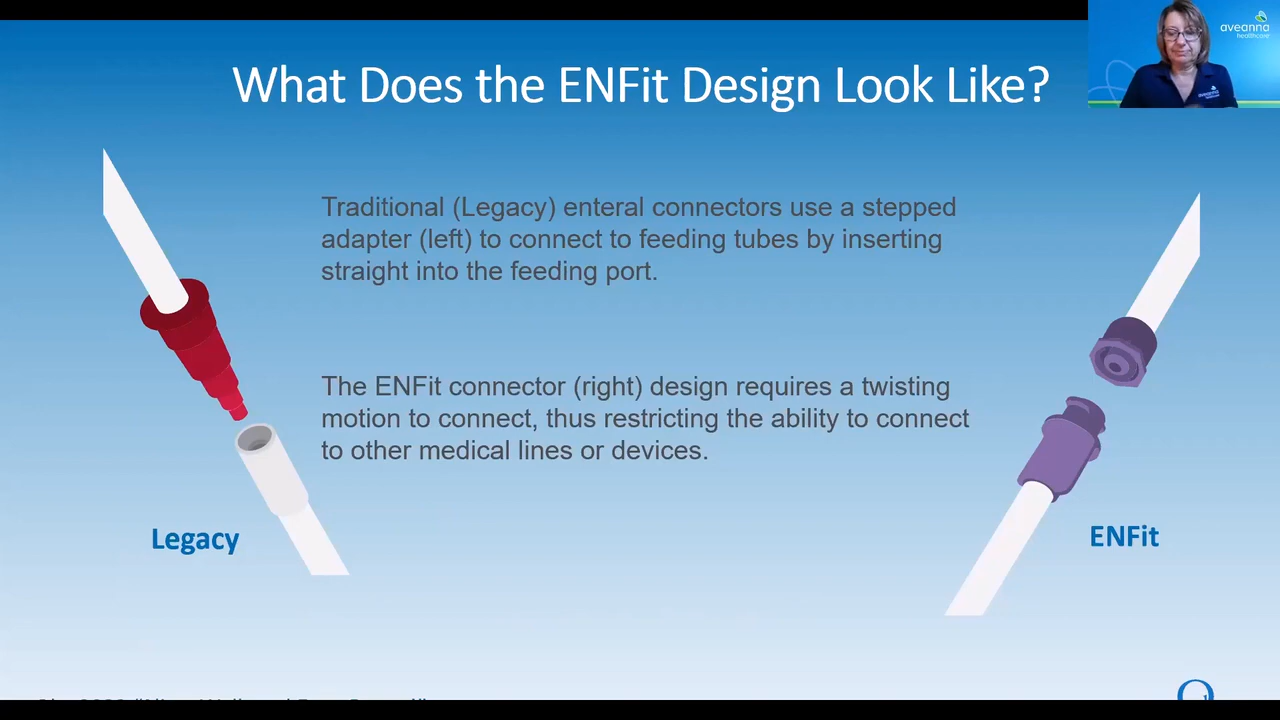 What Does the ENFit Design Look Like?
aveanna
healthcare
Traditional (Legacy) enteral connectors use a stepped
adapter (left) to connect to feeding tubes by inserting
straight into the feeding port.
The ENFit connector (right) design requires a twisting
motion to connect, thus restricting the ability to connect
to other medical lines or devices.
Legacy
ENFit